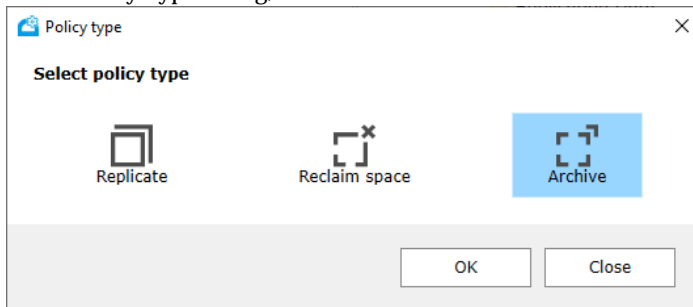 Policy type
Select policy type
Replicate Reclaim space Archive
OK Close